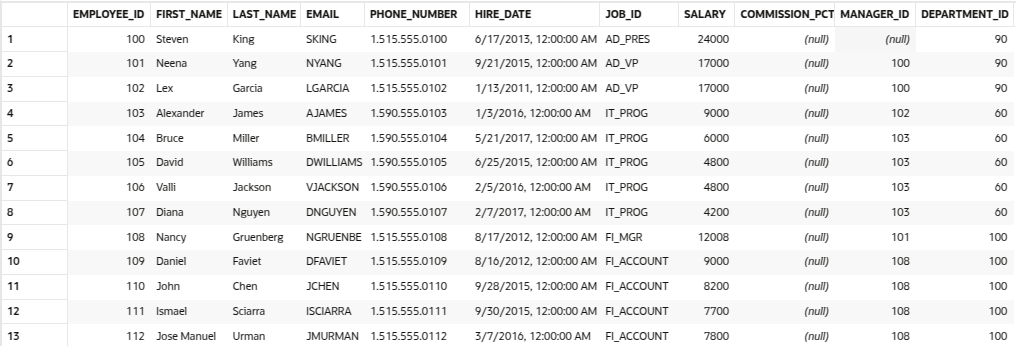 EMPLOYEE_ID FIRST_NAME LAST_NAME EMAIL PHONE_NUMBER HIRE_DATE JOB_ID SALARY COMMISSION_PCT MANAGER_ID DEPARTMENT_ID
1 100 Steven King SKING 1.515.555.0100 6/17/2013, 12:00:00 AM AD_PRES 24000 (null) (null) 90
2 101 Neena Yang NYANG 1.515.555.0101 9/21/2015, 12:00:00 AM AD_VP 17000 (null) 100 90
3 102 Lex Garcia LGARCIA 1.515.555.0102 1/13/2011, 12:00:00 AM AD_VP 17000 (null) 100 90
4 103 Alexander James AJAMES 1.590.555.0103 1/3/2016, 12:00:00 AM IT_PROG 9000 (null) 102 60
5 104 Bruce Miller BMILLER 1.590.555.0104 5/21/2017, 12:00:00 AM IT_PROG 6000 (null) 103 60
6 105 David Williams DWILLIAMS 1.590.555.0105 6/25/2015, 12:00:00 AM IT_PROG 4800 (null) 103 60
7 106 Valli Jackson VJACKSON 1.590.555.0106 2/5/2016, 12:00:00 AM IT_PROG 4800 (null) 103 60
8 107 Diana Nguyen DNGUYEN 1.590.555.0107 2/7/2017, 12:00:00 AM IT_PROG 4200 (null) 103 60
9 108 Nancy Gruenberg NGRUENBE 1.515.555.0108 8/17/2012, 12:00:00 AM FI_MGR 12008 (null) 101 100
10 109 Daniel Faviet DFAVIET 1.515.555.0109 8/16/2012, 12:00:00 AM FI_ACCOUNT 9000 (null) 108 100
11 110 John Chen JCHEN 1.515.555.0110 9/28/2015, 12:00:00 AM FI_ACCOUNT 8200 (null) 108 100
12 111 Ismael Sciarra ISCIARRA 1.515.555.0111 9/30/2015, 12:00:00 AM FI_ACCOUNT 7700 (null) 108 100
13 112 Jose Manuel Urman JMURMAN 1.515.555.0112 3/7/2016, 12:00:00 AM FI_ACCOUNT 7800 (null) 108 100